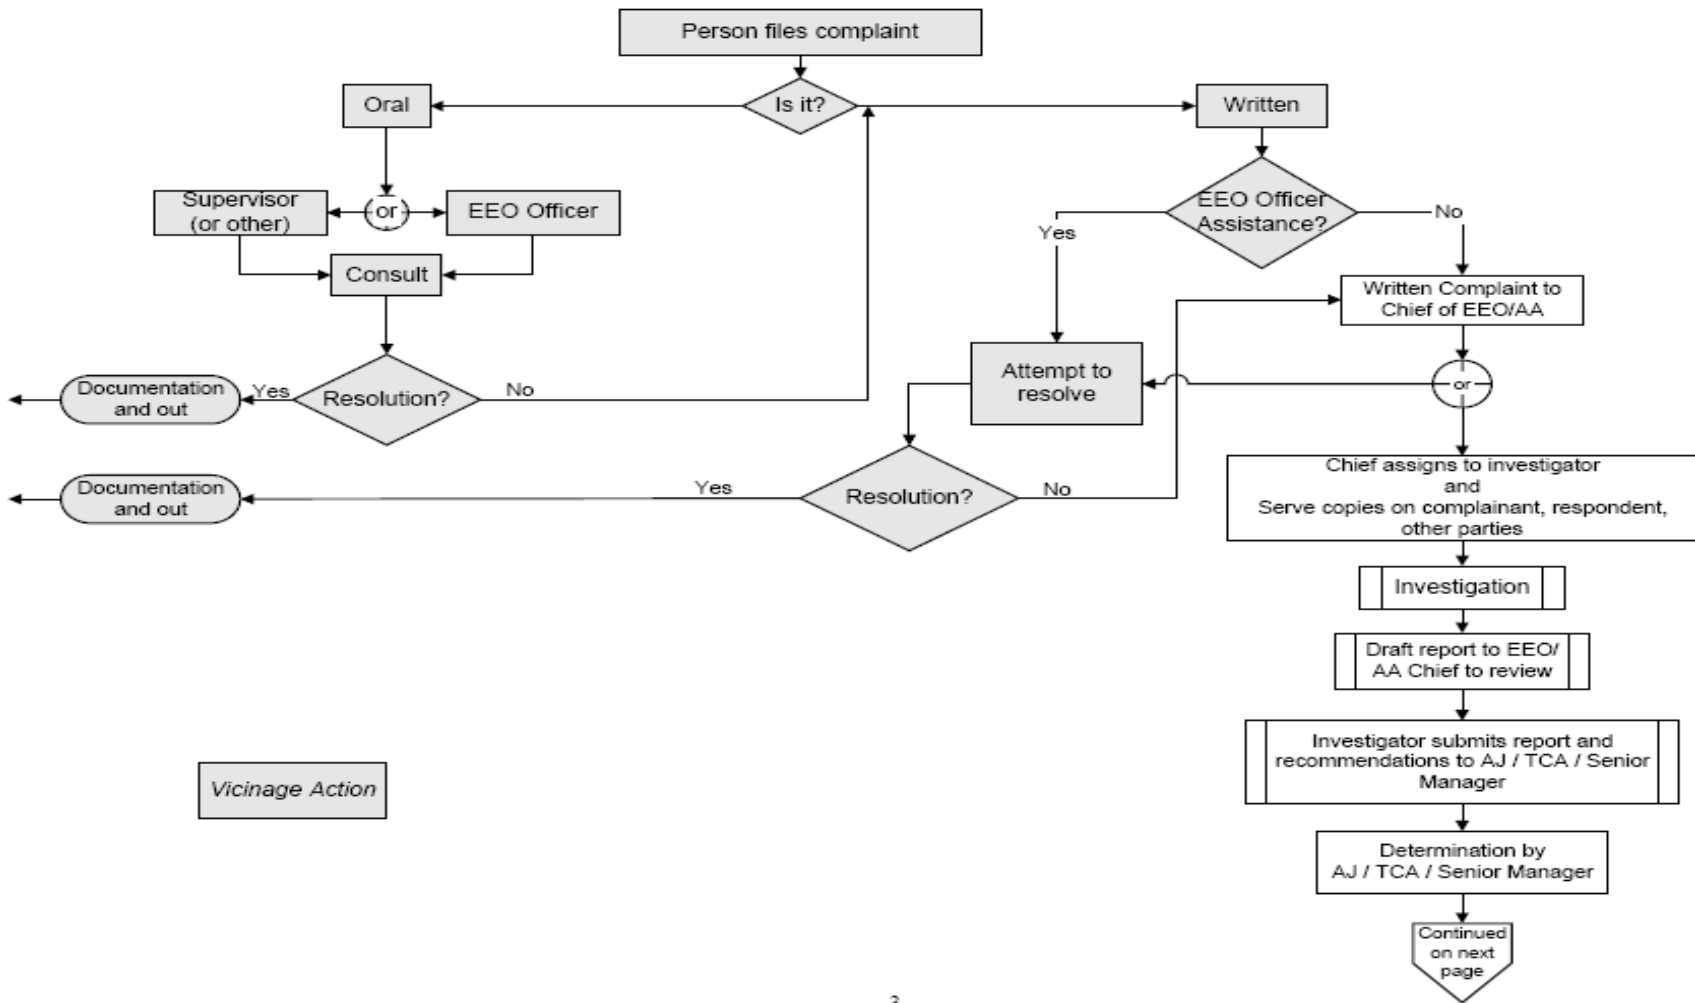 Person files complaint
Oral
Is it?
Written
Supervisor
(or other)
or
EEO Officer
EEO Officer
Assistance?
Yes
No
Consult
Written Complaint to
Chief of EEO/AA
Documentation
and out
Yes
Resolution?
No
Attempt to
resolve
or
Documentation
and out
Yes
Resolution?
No
Chief assigns to investigator
and
Serve copies on complainant, respondent,
other parties
Investigation
Draft report to EEO/
AA Chief to review
Investigator submits report and
recommendations to AJ / TCA / Senior
Manager
Vicinage Action
Determination by
AJ / TCA / Senior Manager
Continued
on next
page